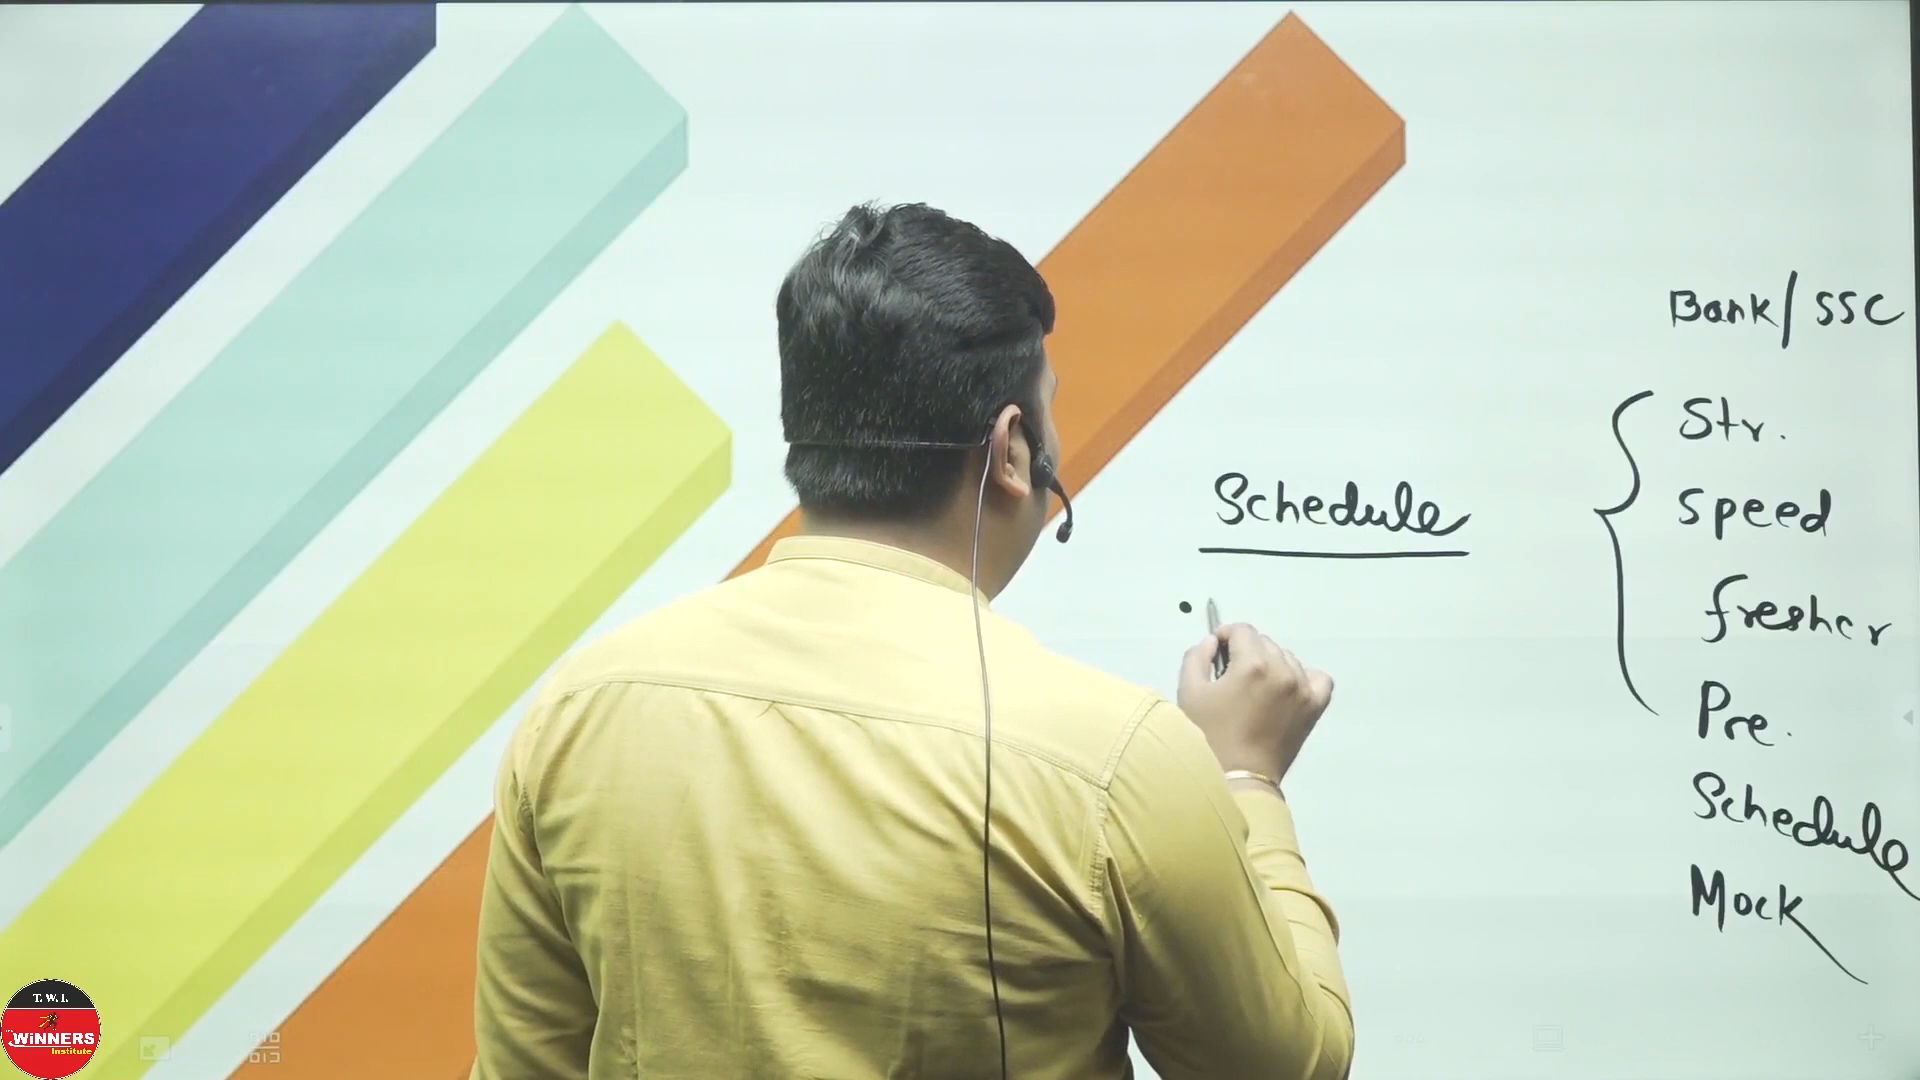 Bank/SSC
Str.
Speed
fresher
Pre.
Schedule
Mock
Schedule
T.W.I.
WiNNERS
Institute